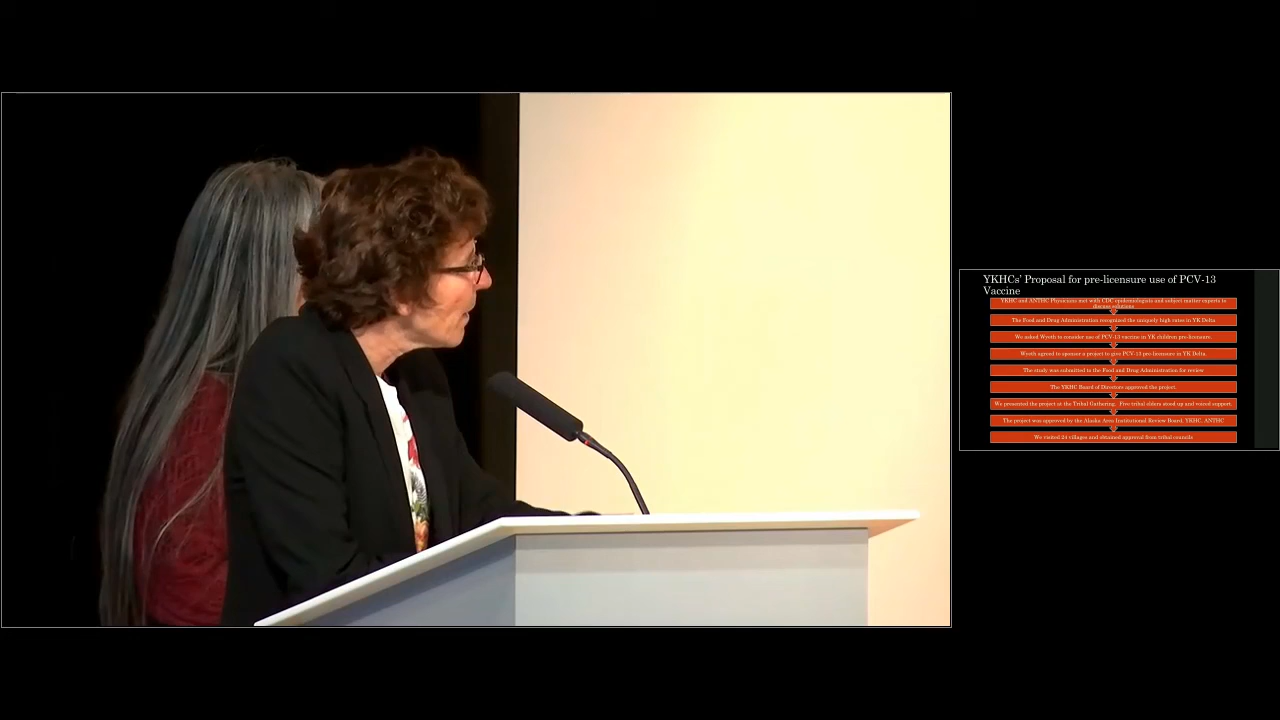 YKHCs' Proposal for pre-licensure use of PCV-13
Vaccine
YKHC and ANTHC Physicians met with CDC epidemiologists and subject matter experts to
discuss solutions
The Food and Drug Administration recognized the uniquely high rates in YK Delta.
We asked Wyeth to consider use of PCV-13 vaccine in YK children pre-licensure.
Wyeth agreed to sponsor a project to give PCV-13 pre-licensure in YK Delta.
The study was submitted to the Food and Drug Administration for review
The YKHC Board of Directors approved the project.
We presented the project at the Tribal Gathering. Five tribal elders stood up and voiced support.
The project was approved by the Alaska Area Institutional Review Board, YKHC, ANTHC
We visited 24 villages and obtained approval from tribal councils